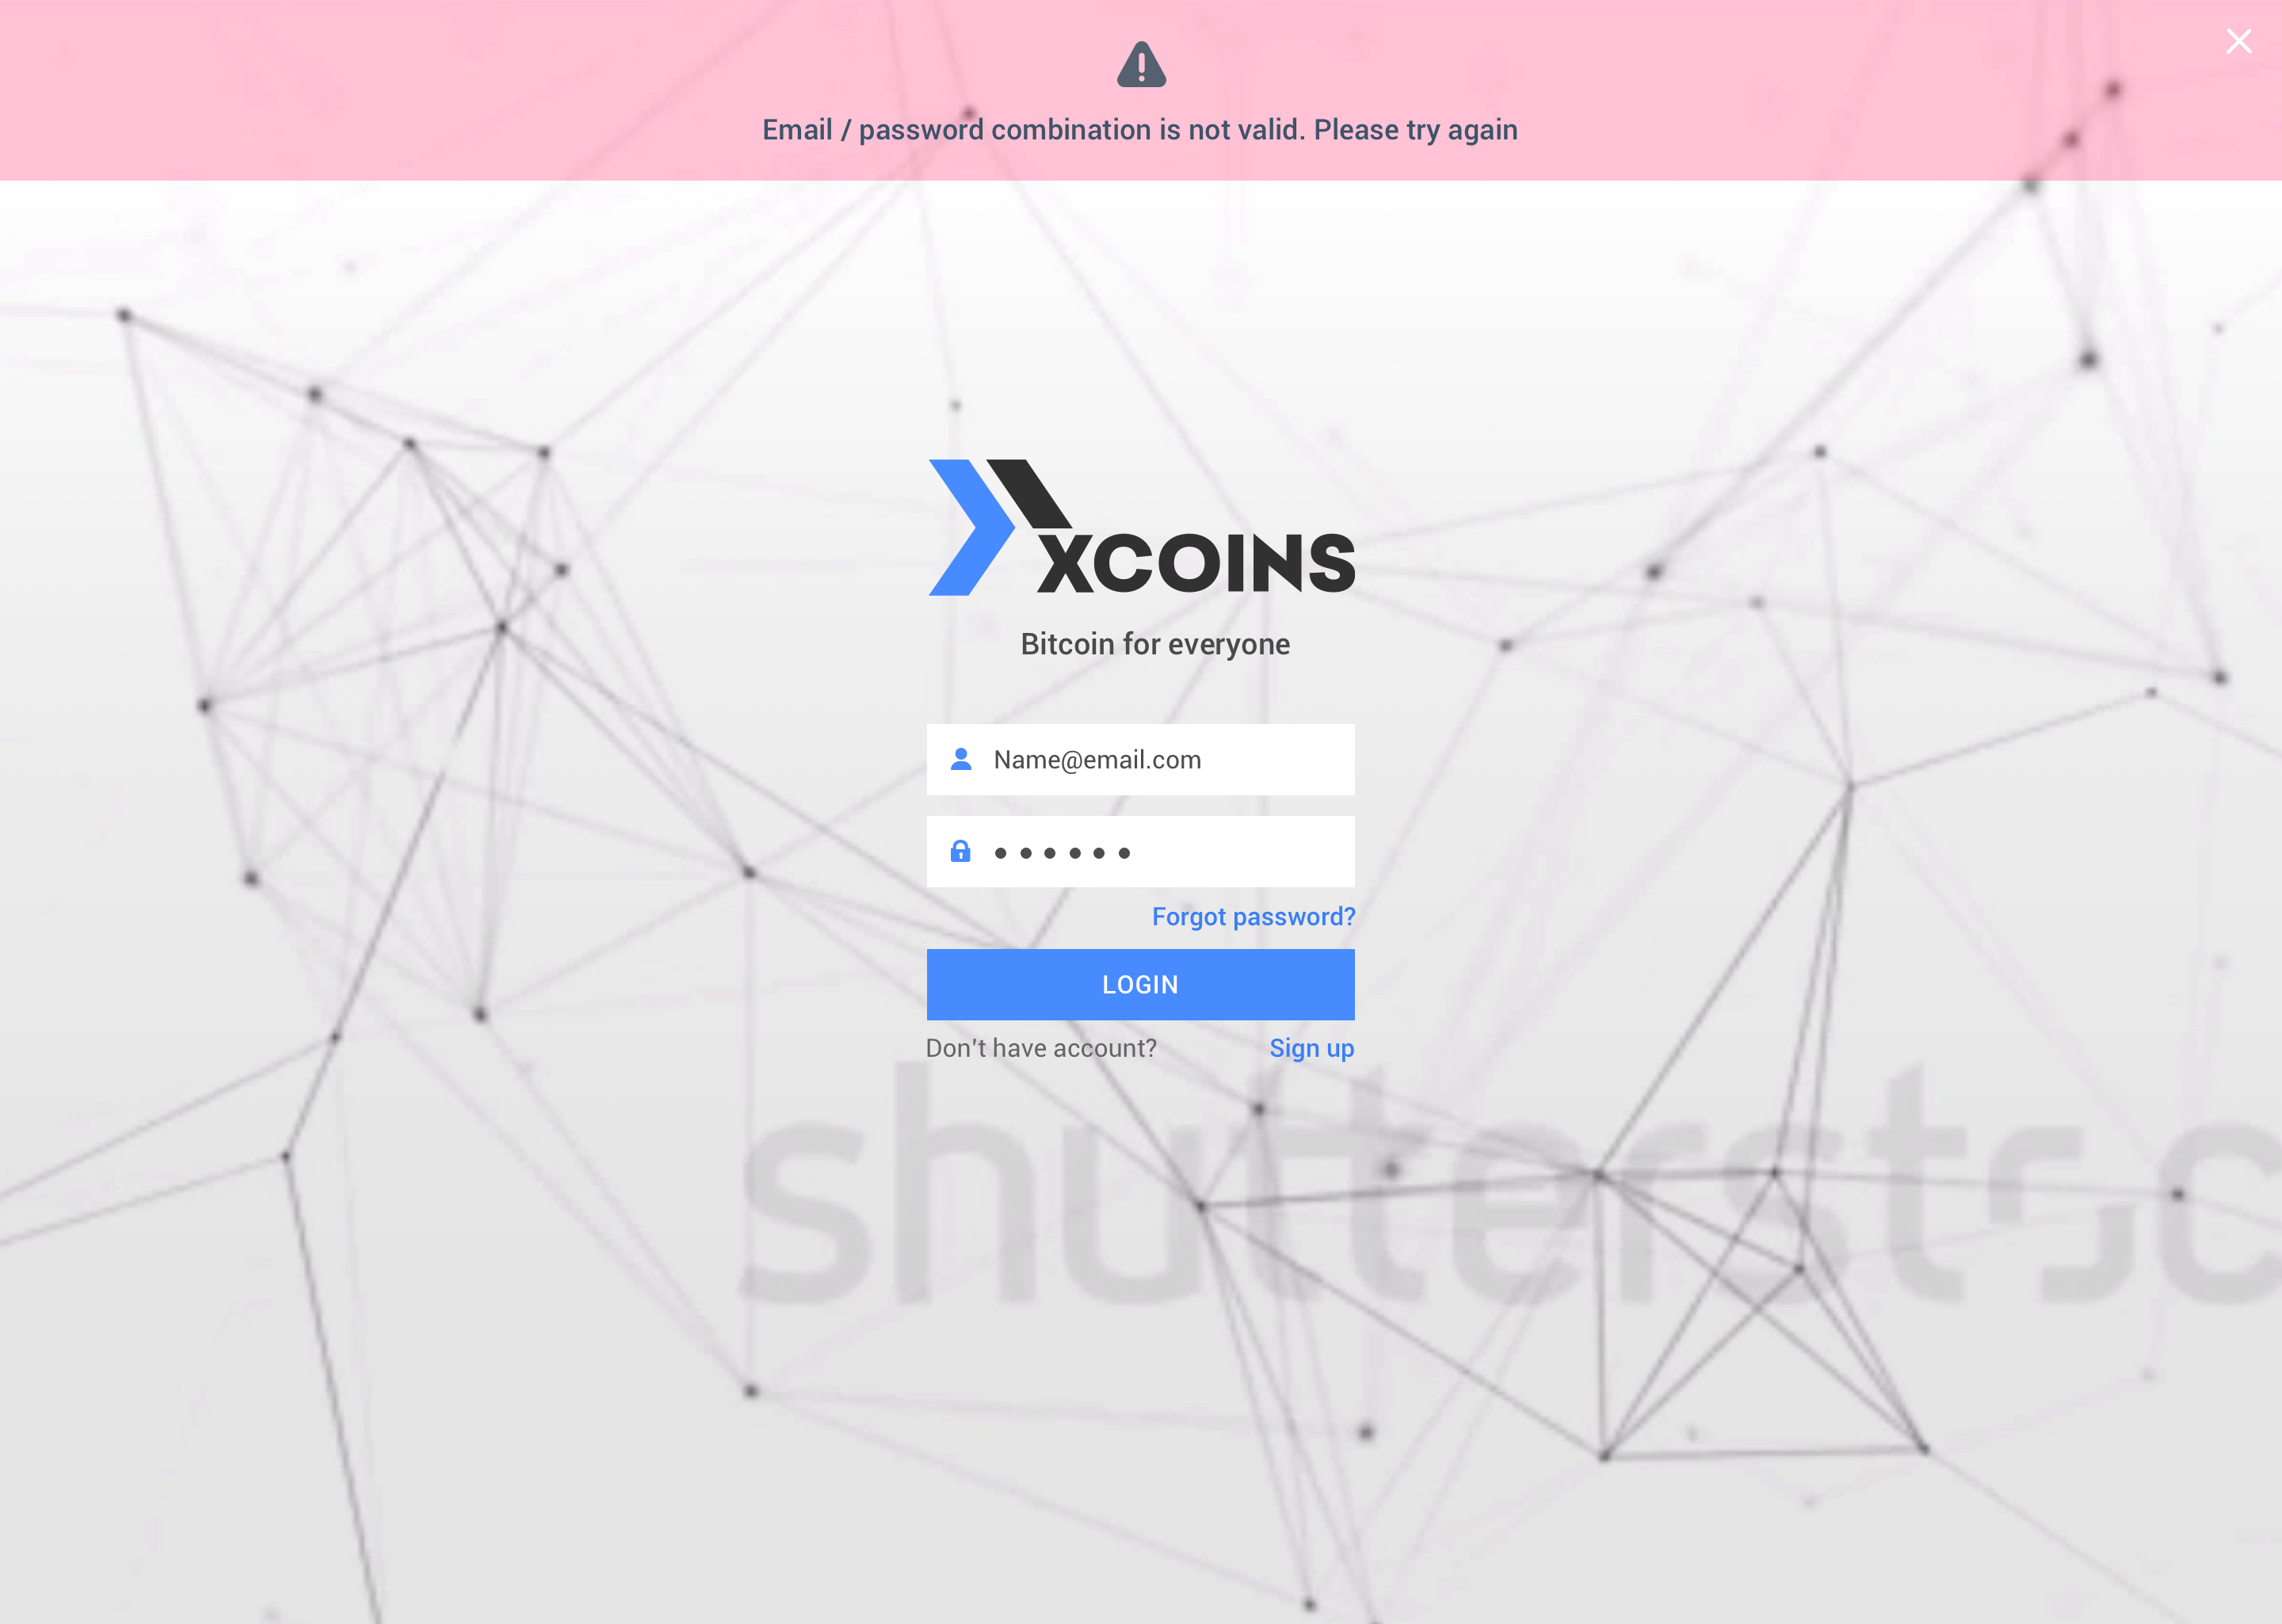 Email / password combination is not valid. Please try again
XCOINS
Bitcoin for everyone
Name@email.com
Forgot password?
LOGIN
Don't have account?
Sign up
shutterstoc